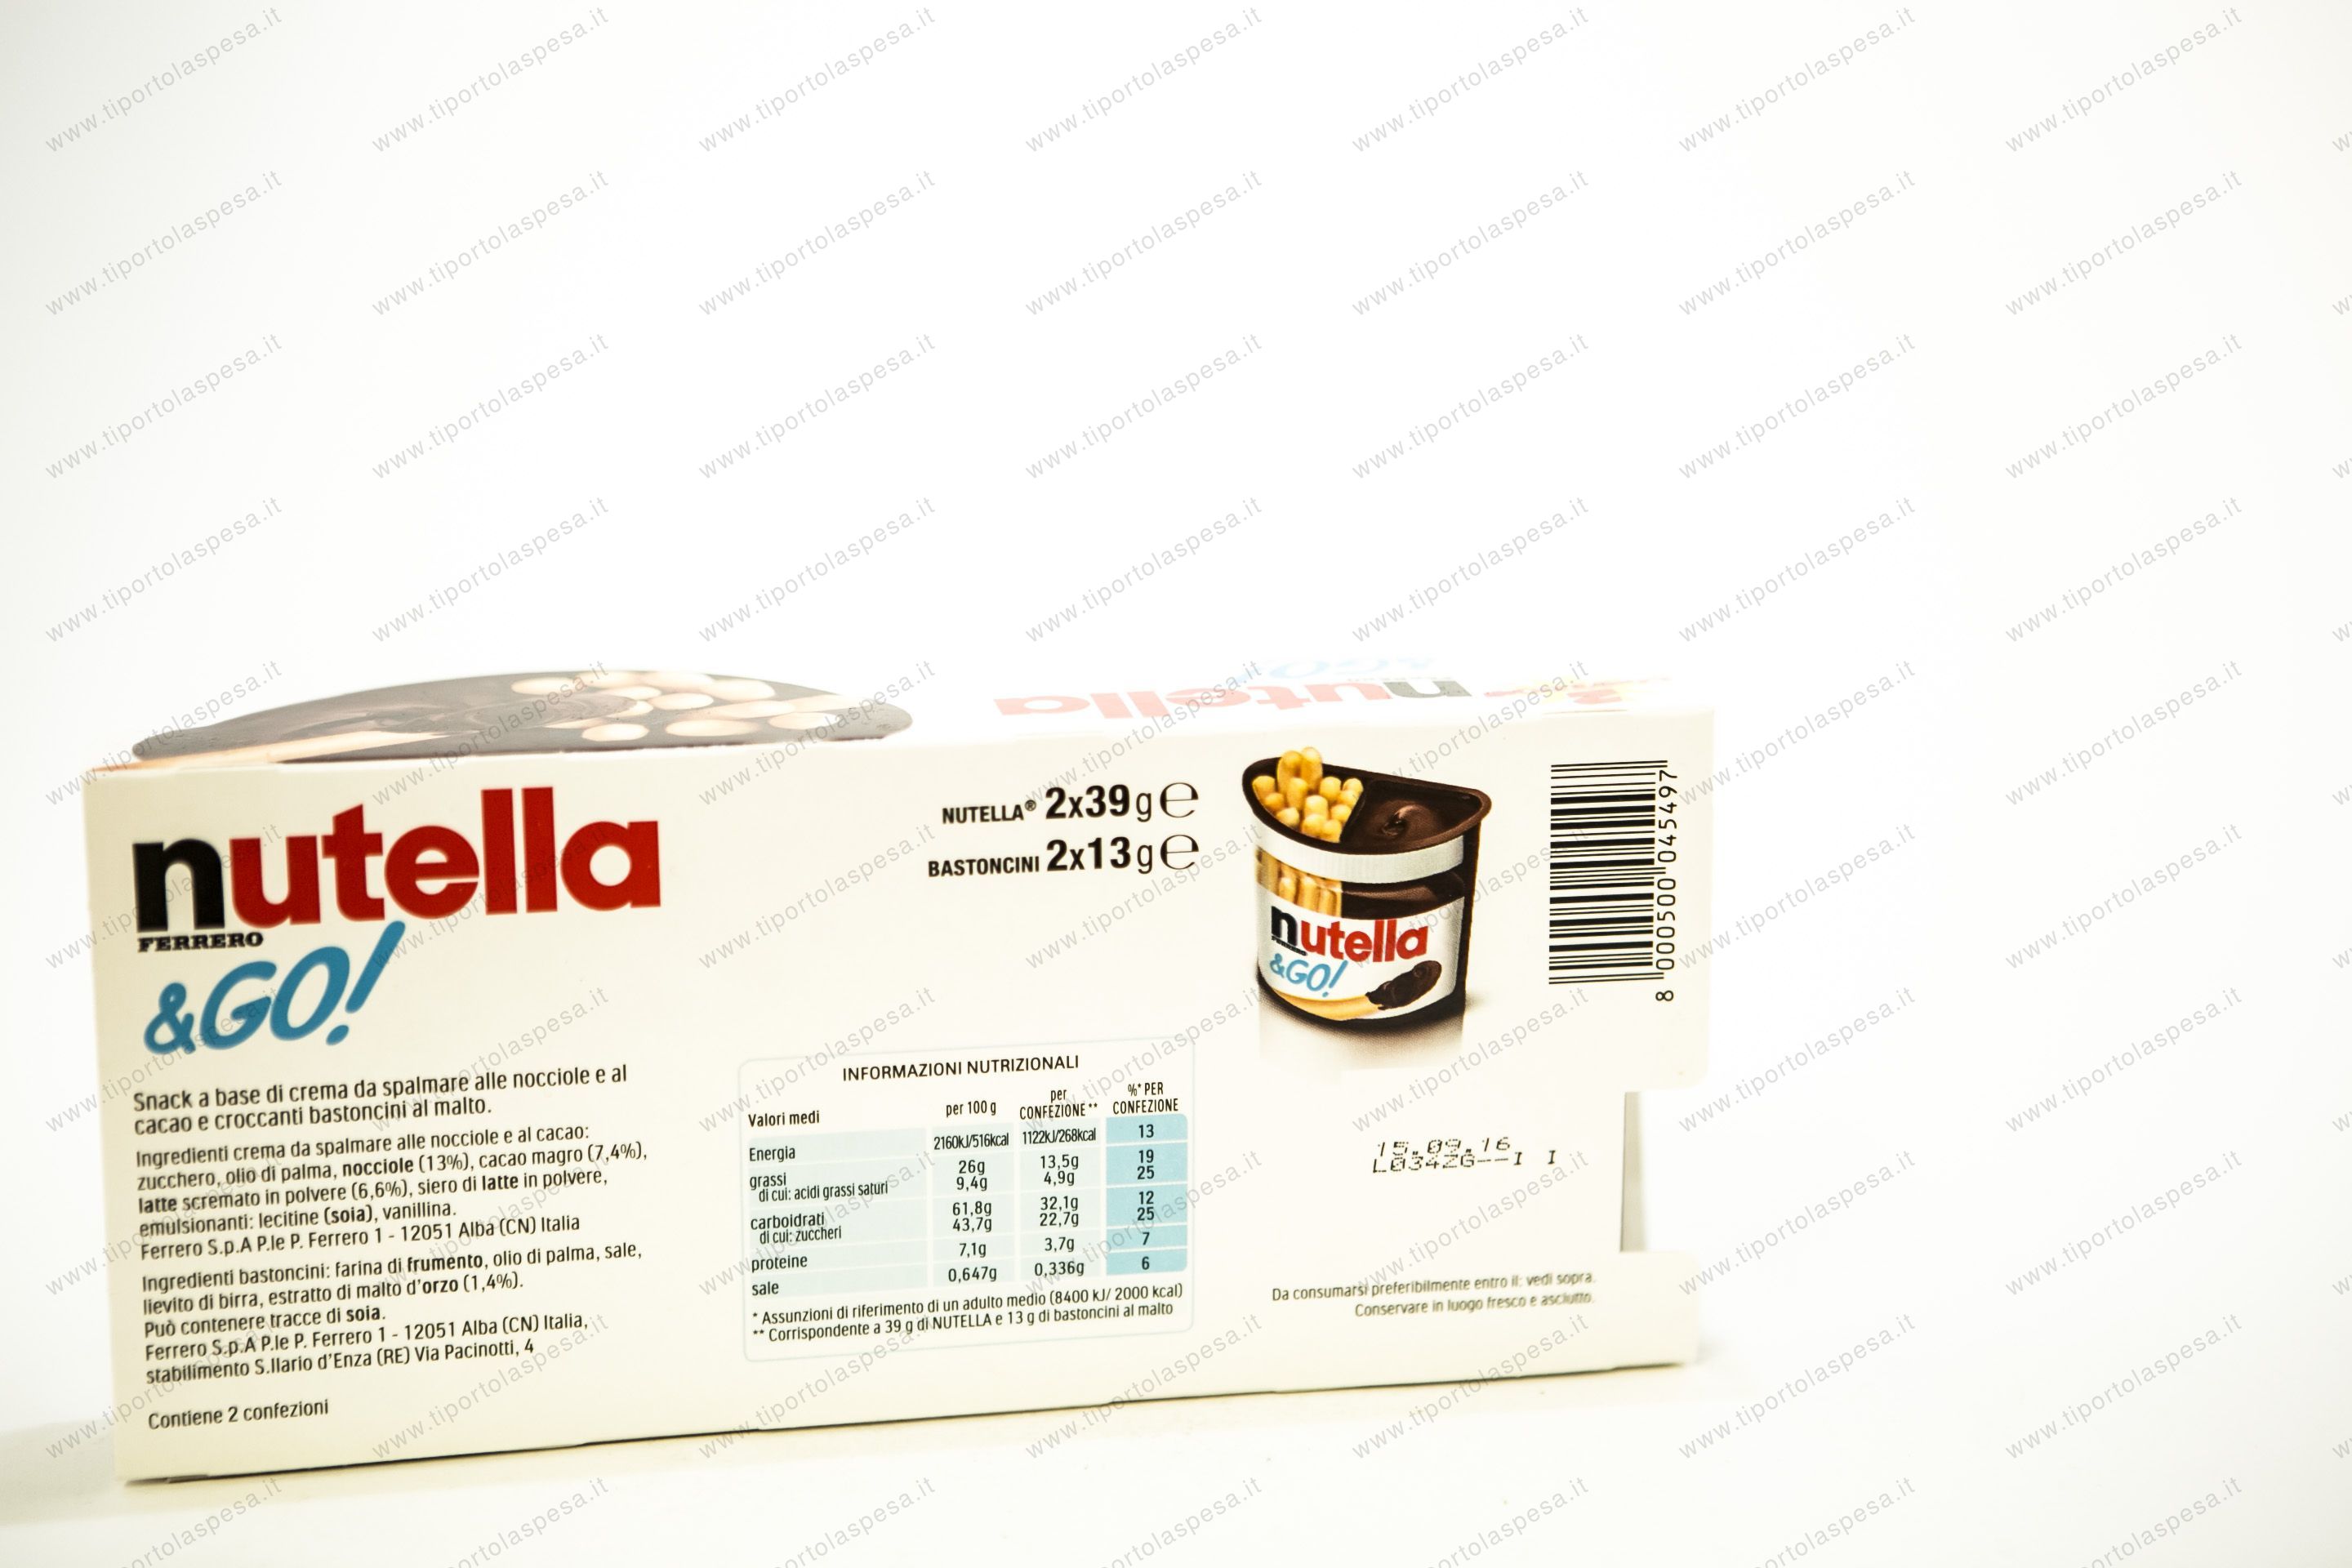 nutella
FERRERO
&GO!
Snack a base di crema da spalmare alle nocciole e al
cacao e croccanti bastoncini al malto.
Ingredienti crema da spalmare alle nocciole e al cacao:
zucchero, olio di palma, nocciole (13%), cacao magro (7,4%),
latte scremato in polvere (6,6%), siero di latte in polvere,
emulsionanti: lecitine (soia), vanillina.
Ferrero S.p.A P.le P. Ferrero 1 - 12051 Alba (CN) Italia
Ingredienti bastoncini: farina di frumento, olio di palma, sale,
lievito di birra, estratto di malto d'orzo (1,4%).
Può contenere tracce di soia.
Ferrero S.p.A P.le P. Ferrero 1 - 12051 Alba (CN) Italia,
stabilimento S.Ilario d'Enza (RE) Via Pacinotti, 4
Contiene 2 confezioni
NUTELLA® 2x39g e
BASTONCINI 2x13g e
INFORMAZIONI NUTRIZIONALI
Valori medi per 100 g per CONFEZIONE** %* PER CONFEZIONE
Energia 2160kJ/516kcal 1122kJ/268kcal 13
grassi 26g 13,5g 19
di cui: acidi grassi saturi 9,4g 4,9g 25
carboidrati 61,8g 32,1g 12
di cui: zuccheri 43,7g 22,7g 25
proteine 7,1g 3,7g 7
sale 0,647g 0,336g 6
* Assunzioni di riferimento di un adulto medio (8400 kJ/ 2000 kcal)
** Corrispondente a 39 g di NUTELLA e 13 g di bastoncini al malto
nutella
&GO!
8 000500 045497
15.09.16
L03426--I I
Da consumarsi preferibilmente entro il: vedi sopra.
Conservare in luogo fresco e asciutto.
nutella
&GO
www.tiportolaspesa.it